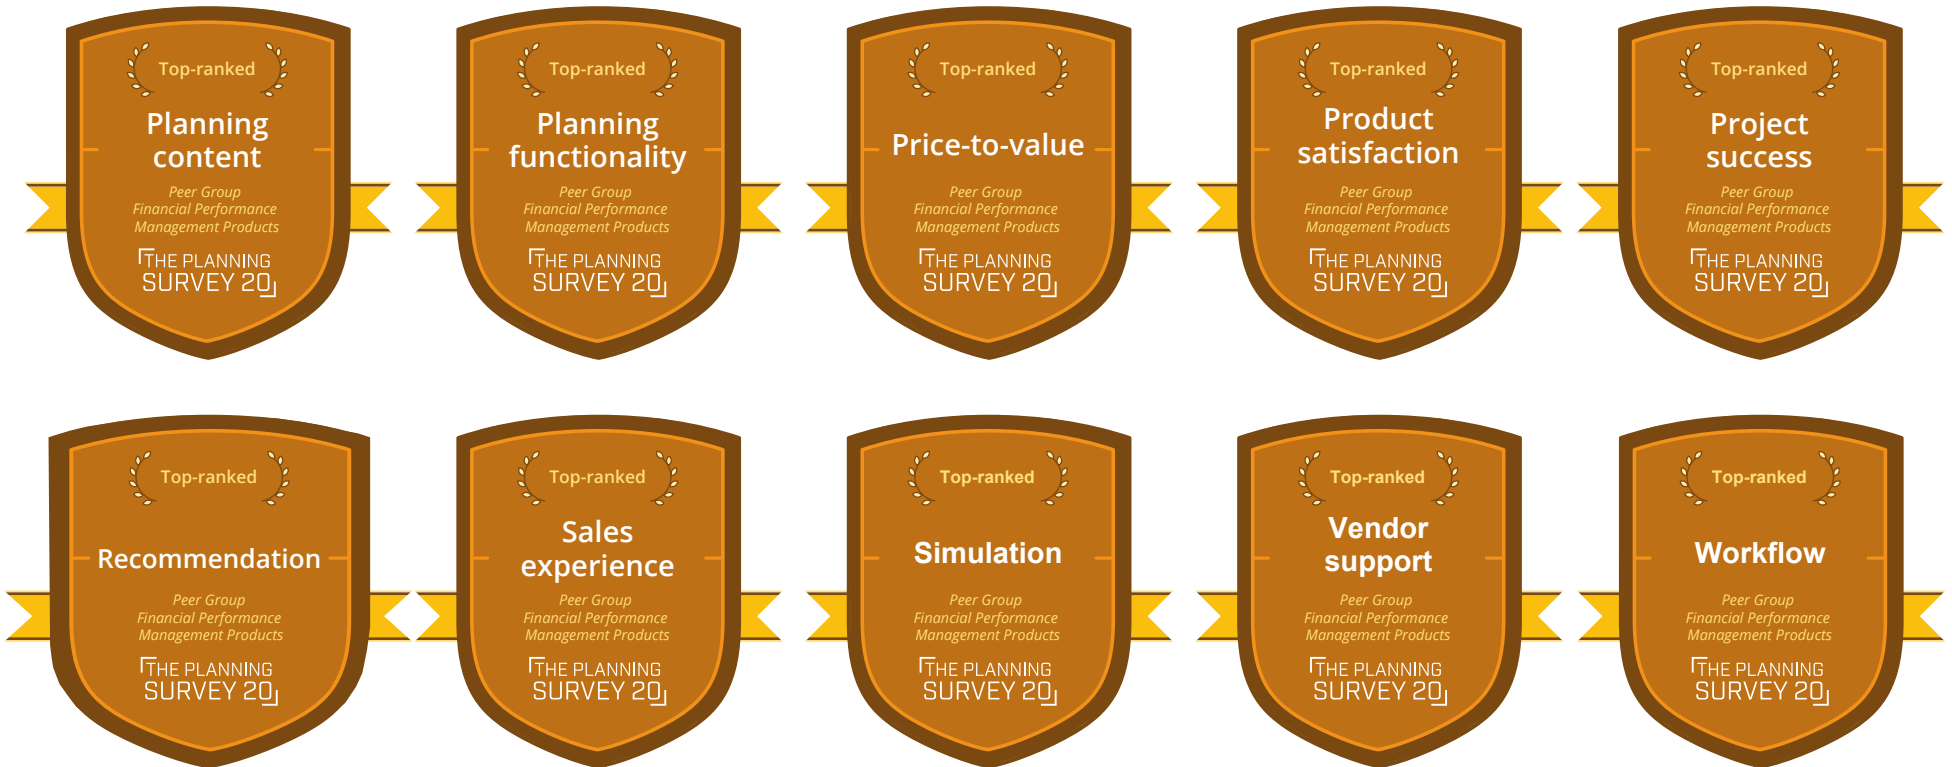 Top-ranked
Planning
content
Peer Group
Financial Performance
Management Products
THE PLANNING
SURVEY 20
Top-ranked
Planning
functionality
Peer Group
Financial Performance
Management Products
THE PLANNING
SURVEY 20
Top-ranked
Price-to-value
Peer Group
Financial Performance
Management Products
THE PLANNING
SURVEY 20
Top-ranked
Product
satisfaction
Peer Group
Financial Performance
Management Products
THE PLANNING
SURVEY 20
Top-ranked
Project
success
Peer Group
Financial Performance
Management Products
THE PLANNING
SURVEY 20
Top-ranked
Recommendation
Peer Group
Financial Performance
Management Products
THE PLANNING
SURVEY 20
Top-ranked
Sales
experience
Peer Group
Financial Performance
Management Products
THE PLANNING
SURVEY 20
Top-ranked
Simulation
Peer Group
Financial Performance
Management Products
THE PLANNING
SURVEY 20
Top-ranked
Vendor
support
Peer Group
Financial Performance
Management Products
THE PLANNING
SURVEY 20
Top-ranked
Workflow
Peer Group
Financial Performance
Management Products
THE PLANNING
SURVEY 20